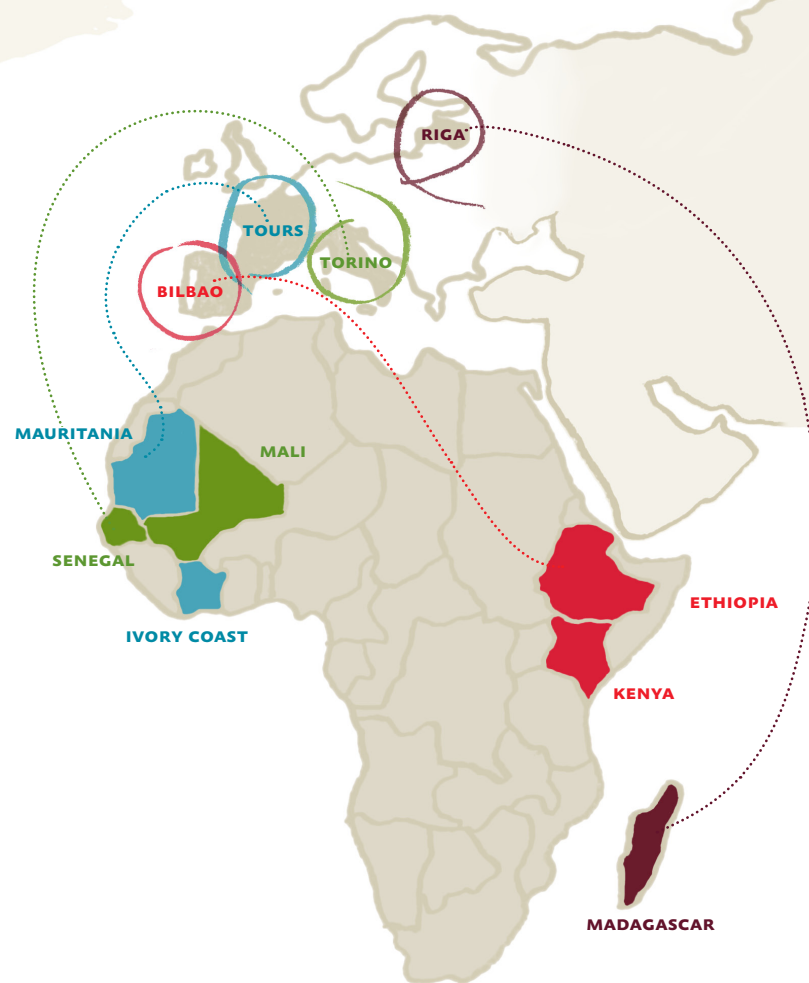 RIGA
TOURS
TORINO
BILBAO
MAURITANIA
MALI
SENEGAL
ETHIOPIA
IVORY COAST
KENYA
MADAGASCAR